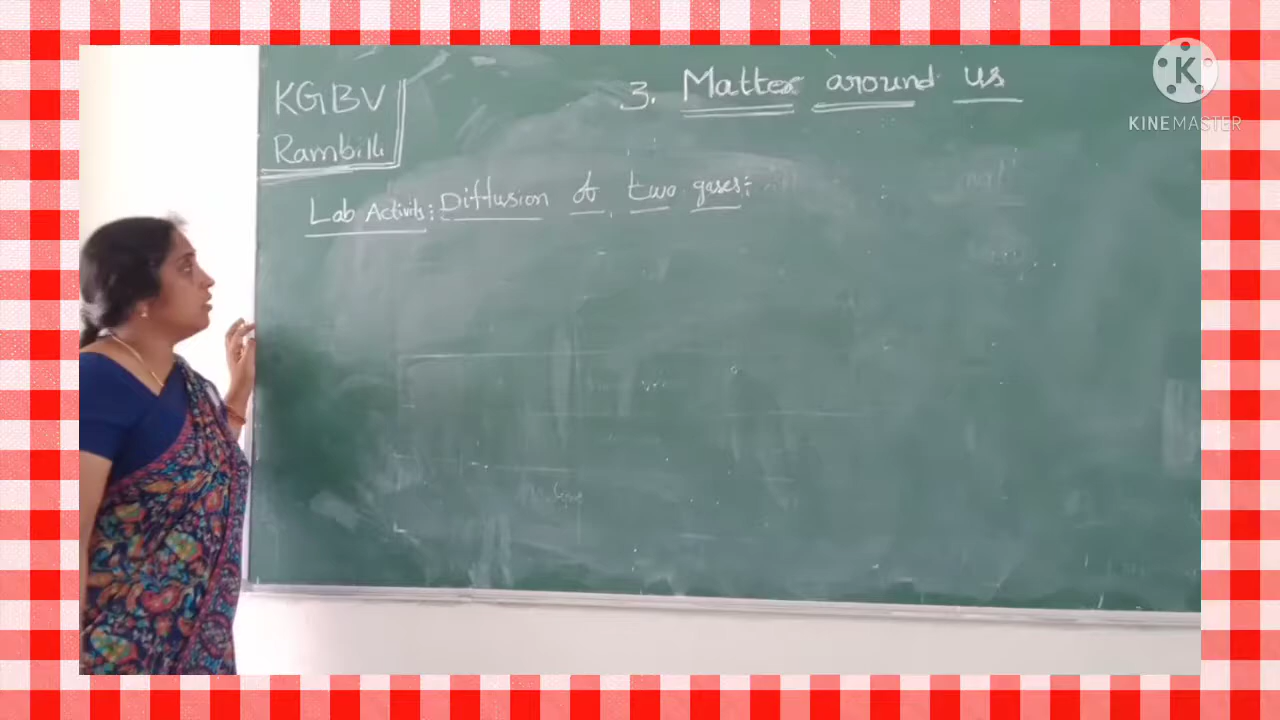 KGBV
Rambilli
3. Matter around us
Lab Activity: Diffusion of two gases:
K
KINEMASTER